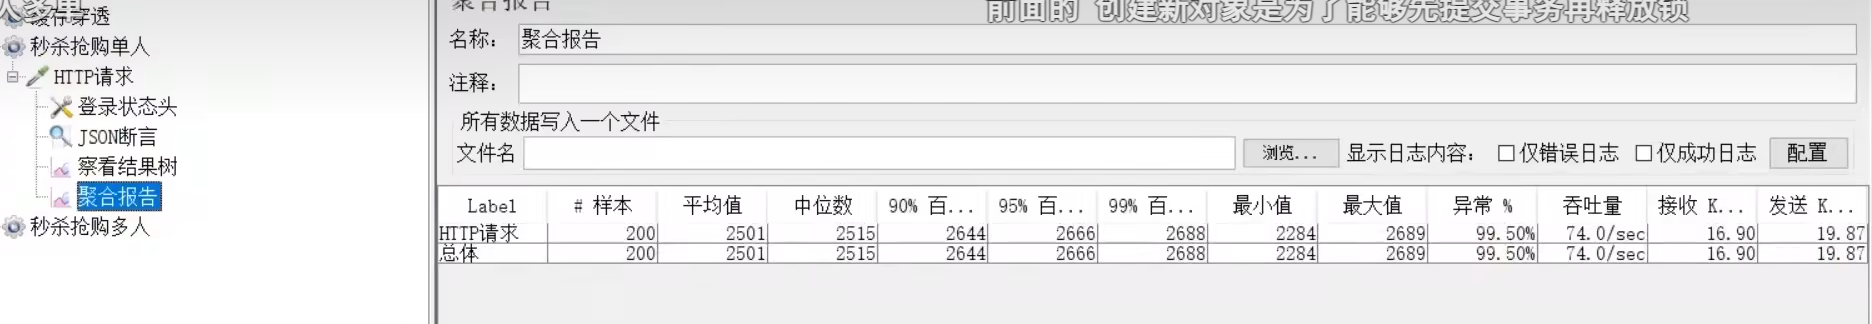 缓存穿透
秒杀抢购单人
HTTP请求
登录状态头
JSON断言
察看结果树
聚合报告
秒杀抢购多人
聚合报告
前面的 创建新对象是为了能够先提交事务再释放锁
名称： 聚合报告
注释：
所有数据写入一个文件
文件名 浏览... 显示日志内容： 仅错误日志 仅成功日志 配置
Label # 样本 平均值 中位数 90% 百... 95% 百... 99% 百... 最小值 最大值 异常 % 吞吐量 接收 K... 发送 K...
HTTP请求 200 2501 2515 2644 2666 2688 2284 2689 99.50% 74.0/sec 16.90 19.87
总体 200 2501 2515 2644 2666 2688 2284 2689 99.50% 74.0/sec 16.90 19.87